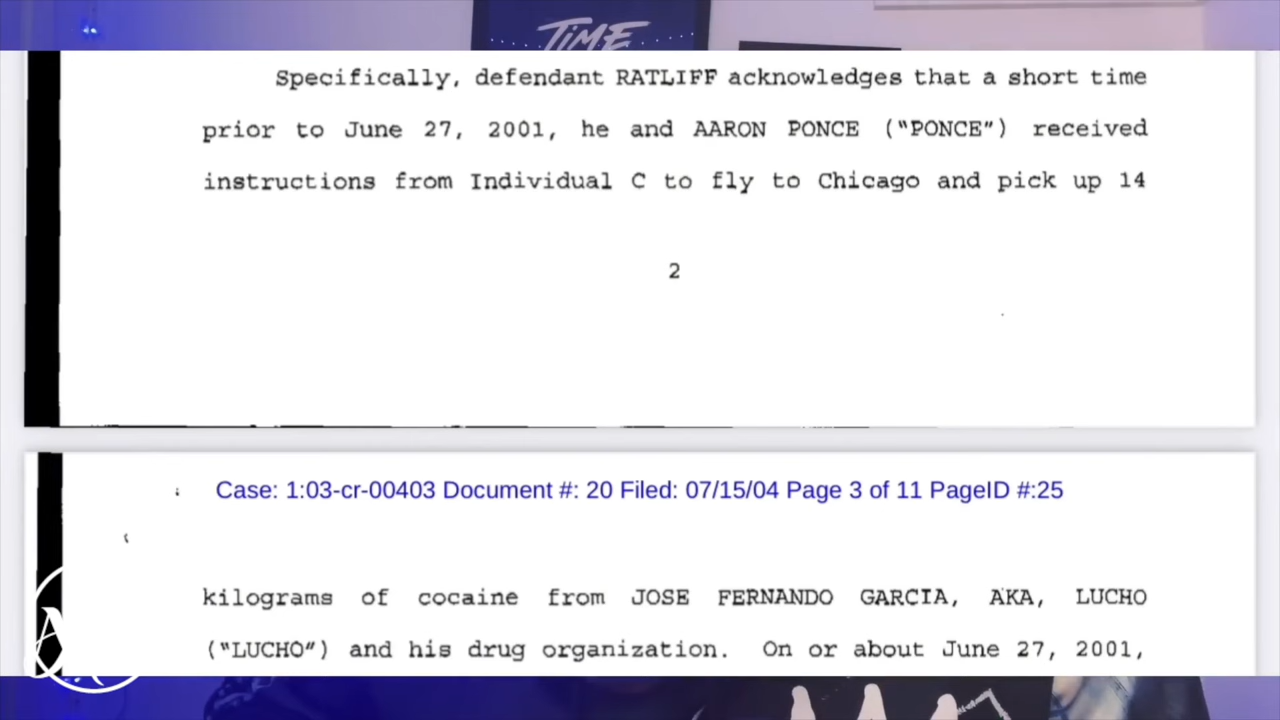 TIME
Specifically, defendant RATLIFF acknowledges that a short time
prior to June 27, 2001, he and AARON PONCE ("PONCE") received
instructions from Individual C to fly to Chicago and pick up 14
2
Case: 1:03-cr-00403 Document #: 20 Filed: 07/15/04 Page 3 of 11 PageID #:25
kilograms of cocaine from JOSE FERNANDO GARCIA, AKA, LUCHO
("LUCHO") and his drug organization. On or about June 27, 2001,